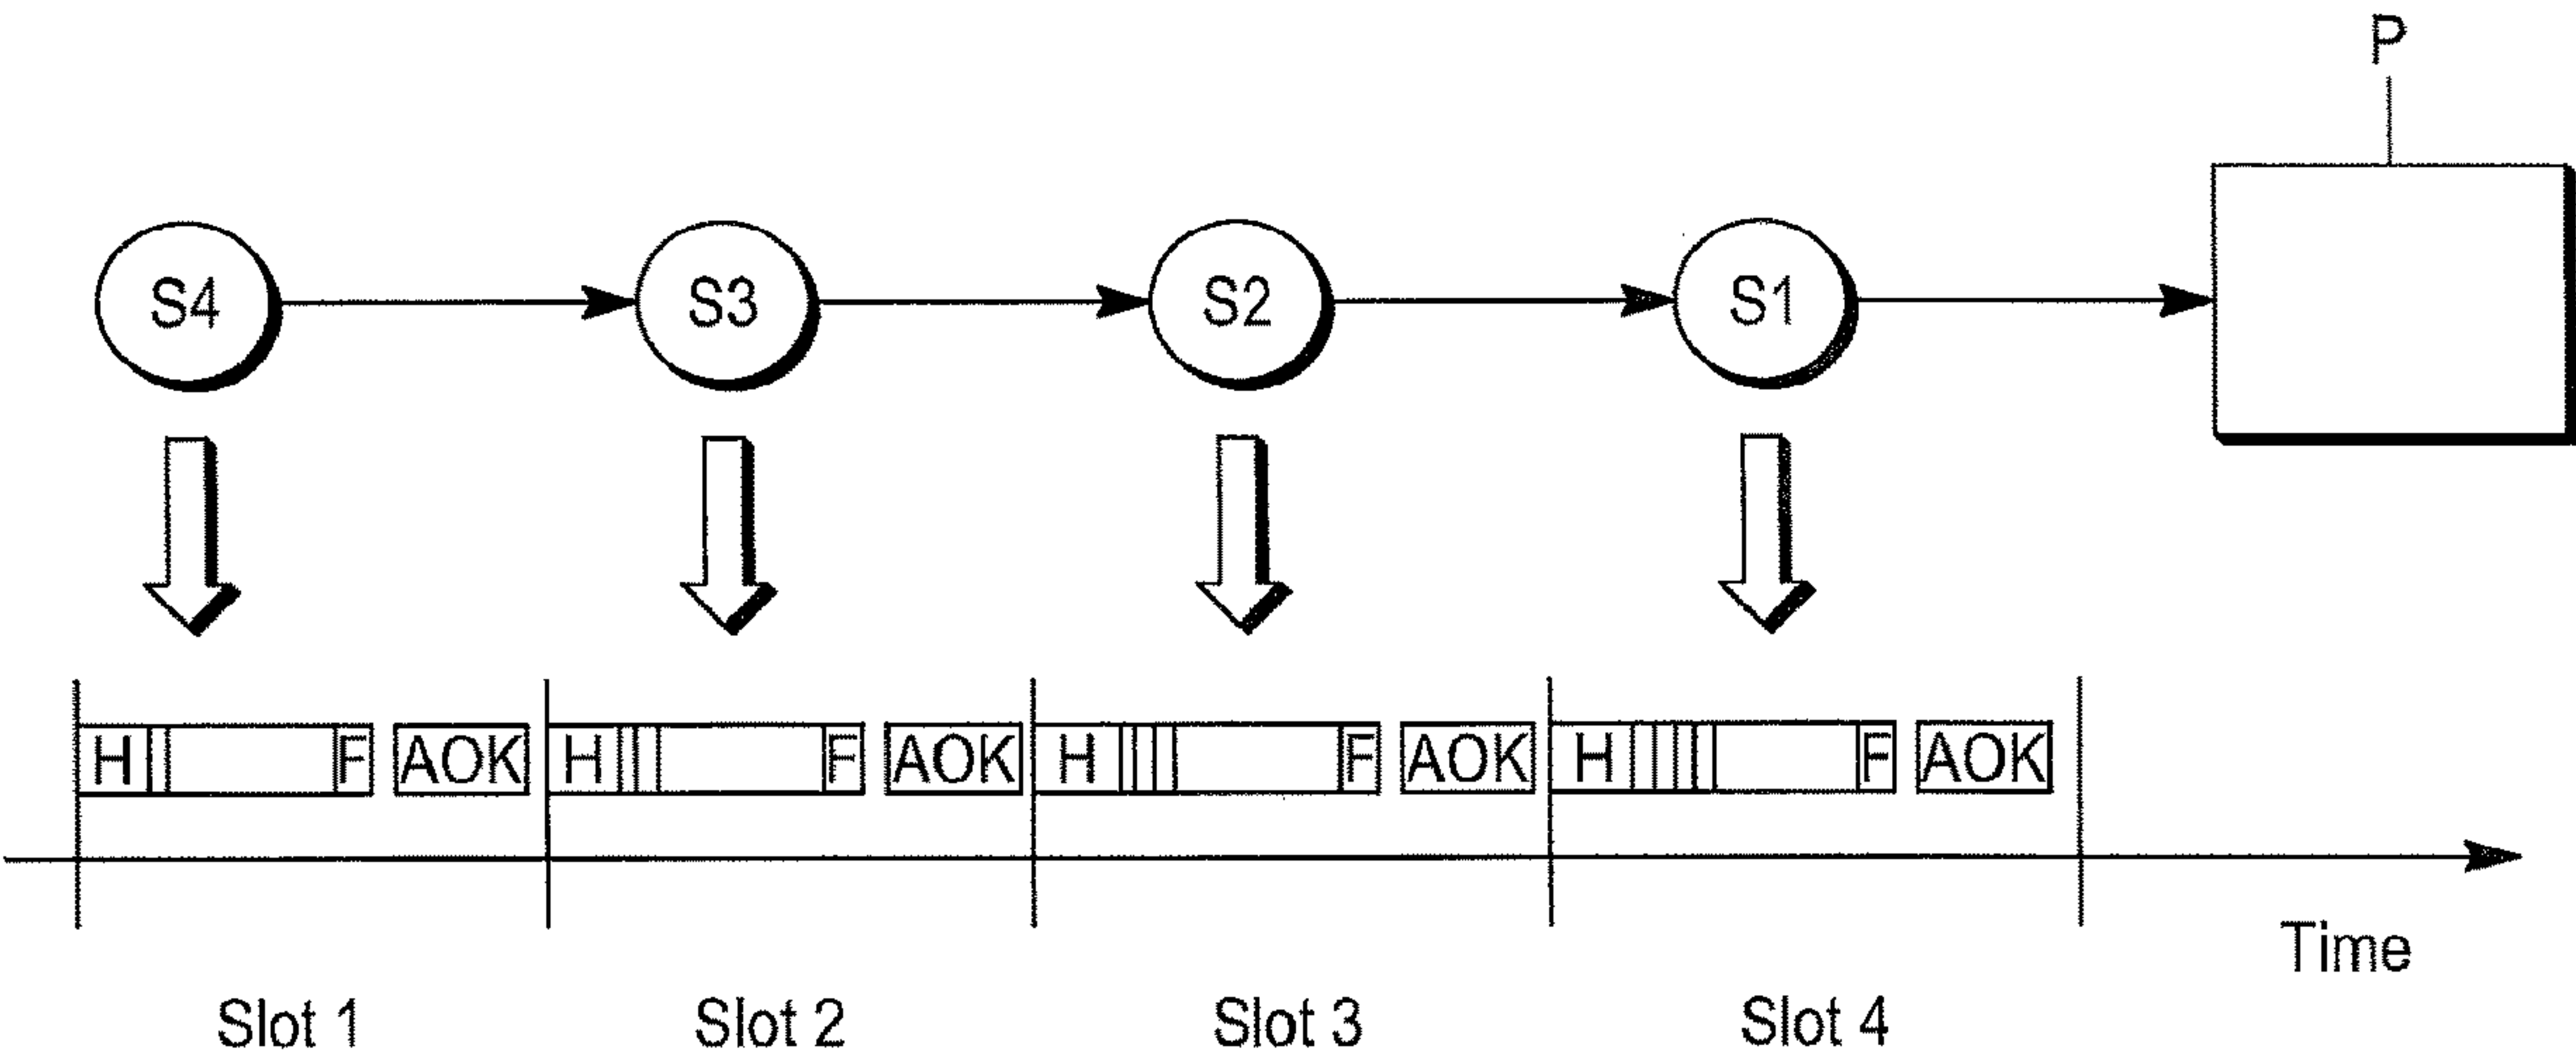 P
S4 S3 S2 S1
H F AOK H F AOK H F AOK H F AOK
Time
Slot 1 Slot 2 Slot 3 Slot 4